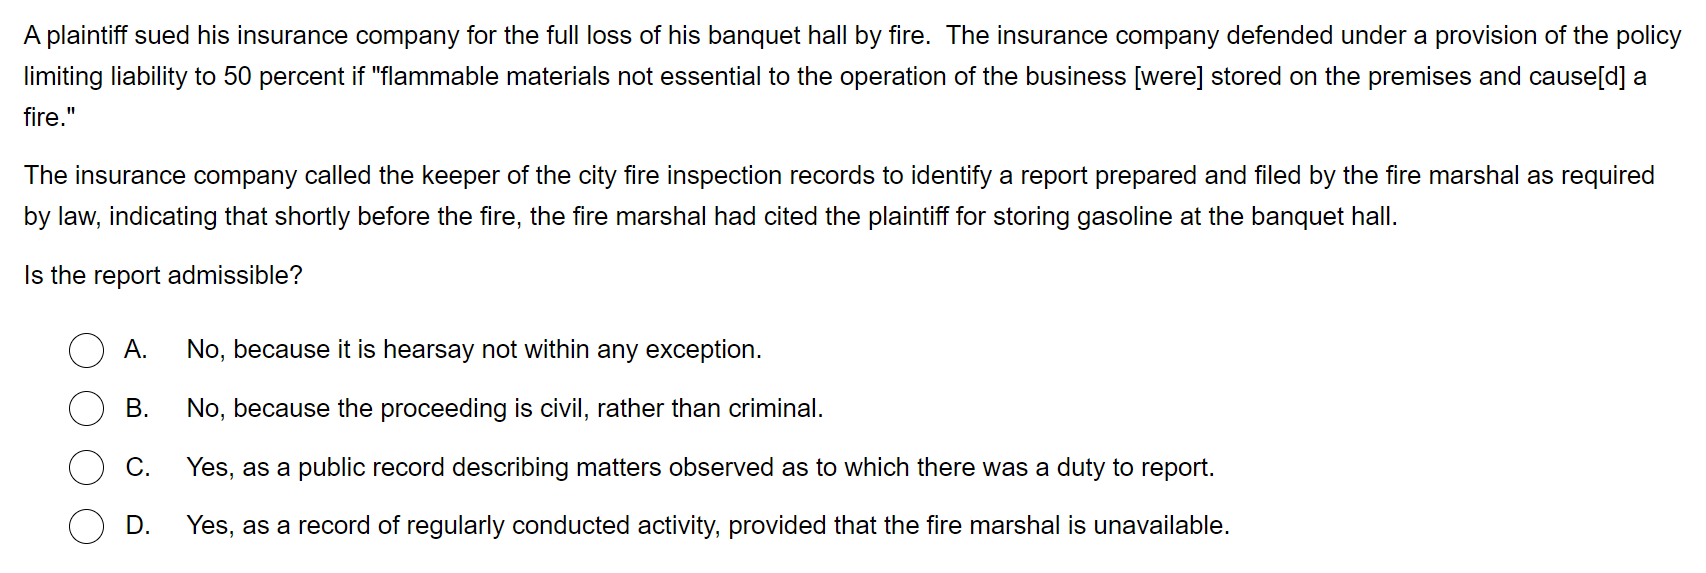 A plaintiff sued his insurance company for the full loss of his banquet hall by fire.  The insurance company defended under a provision of the policy
limiting liability to 50 percent if "flammable materials not essential to the operation of the business [were] stored on the premises and cause[d] a
fire."
The insurance company called the keeper of the city fire inspection records to identify a report prepared and filed by the fire marshal as required
by law, indicating that shortly before the fire, the fire marshal had cited the plaintiff for storing gasoline at the banquet hall.
Is the report admissible?
A. No, because it is hearsay not within any exception.
B. No, because the proceeding is civil, rather than criminal.
C. Yes, as a public record describing matters observed as to which there was a duty to report.
D. Yes, as a record of regularly conducted activity, provided that the fire marshal is unavailable.